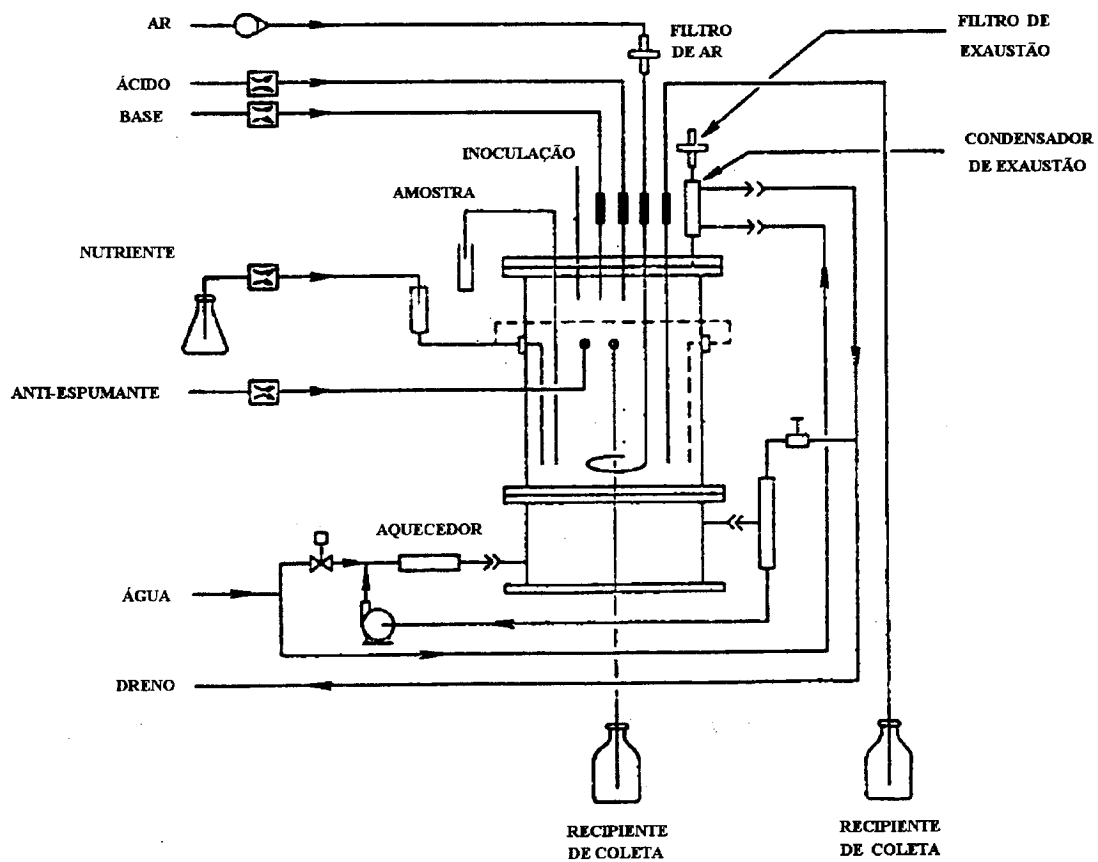 AR
FILTRO
DE AR
FILTRO DE
EXAUSTÃO
ÁCIDO
BASE
INOCULAÇÃO
CONDENSADOR
DE EXAUSTÃO
AMOSTRA
NUTRIENTE
ANTI-ESPUMANTE
AQUECEDOR
ÁGUA
DRENO
RECIPIENTE
DE COLETA
RECIPIENTE
DE COLETA